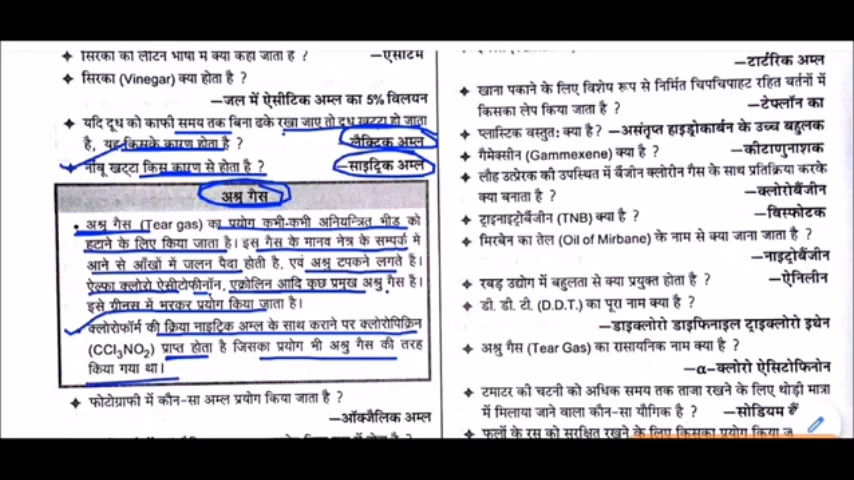 सिरका को लैटिन भाषा में क्या कहा जाता है ? —एसीटम
✦ सिरका (Vinegar) क्या होता है ?
—जल में ऐसीटिक अम्ल का 5% विलयन
✦ यदि दूध को काफी समय तक बिना ढके रखा जाए तो दूध खट्टा हो जाता
है, यह किसके कारण होता है ? लैक्टिक अम्ल
नींबू खट्टा किस कारण से होता है ? —साइट्रिक अम्ल
अश्रु गैस
• अश्रु गैस (Tear gas) का प्रयोग कभी-कभी अनियन्त्रित भीड़ को
हटाने के लिए किया जाता है। इस गैस के मानव नेत्र के सम्पर्क में
आने से आँखों में जलन पैदा होती है, एवं अश्रु टपकने लगते हैं।
ऐल्फा क्लोरो ऐसीटोफीनॉन, एक्रोलिन आदि कुछ प्रमुख अश्रु गैस है।
इसे ग्रीनस में भरकर प्रयोग किया जाता है।
क्लोरोफॉर्म की क्रिया नाइट्रिक अम्ल के साथ कराने पर क्लोरोपिक्रिन
(CCl3NO2) प्राप्त होता है जिसका प्रयोग भी अश्रु गैस की तरह
किया गया था।
✦ फोटोग्राफी में कौन-सा अम्ल प्रयोग किया जाता है ?
—ऑक्जैलिक अम्ल
—टार्टरिक अम्ल
✦ खाना पकाने के लिए विशेष रूप से निर्मित चिपचिपाहट रहित बर्तनों में
किसका लेप किया जाता है ? —टेफ्लॉन का
✦ प्लास्टिक वस्तुत: क्या है ? —असंतृप्त हाइड्रोकार्बन के उच्च बहुलक
✦ गैमेक्सीन (Gammexene) क्या है ? —कीटाणुनाशक
✦ लौह उत्प्रेरक की उपस्थित में बैंजीन क्लोरीन गैस के साथ प्रतिक्रिया करके
क्या बनाता है ? —क्लोरोबैंजीन
✦ ट्राइनाइट्रोबैंजीन (TNB) क्या है ? —विस्फोटक
✦ मिरबेन का तेल (Oil of Mirbane) के नाम से क्या जाना जाता है ?
—नाइट्रोबैंजीन
✦ रबड़ उद्योग में बहुलता से क्या प्रयुक्त होता है ? —ऐनिलीन
✦ डी. डी. टी. (D.D.T.) का पूरा नाम क्या है ?
—डाइक्लोरो डाइफिनाइल ट्राइक्लोरो इथेन
✦ अश्रु गैस (Tear Gas) का रासायनिक नाम क्या है ?
—α-क्लोरो ऐसिटोफिनोन
✦ टमाटर की चटनी को अधिक समय तक ताजा रखने के लिए थोड़ी मात्रा
में मिलाया जाने वाला कौन-सा यौगिक है ? —सोडियम
✦ फलों के रस को सुरक्षित रखने के लिए किसका प्रयोग किया